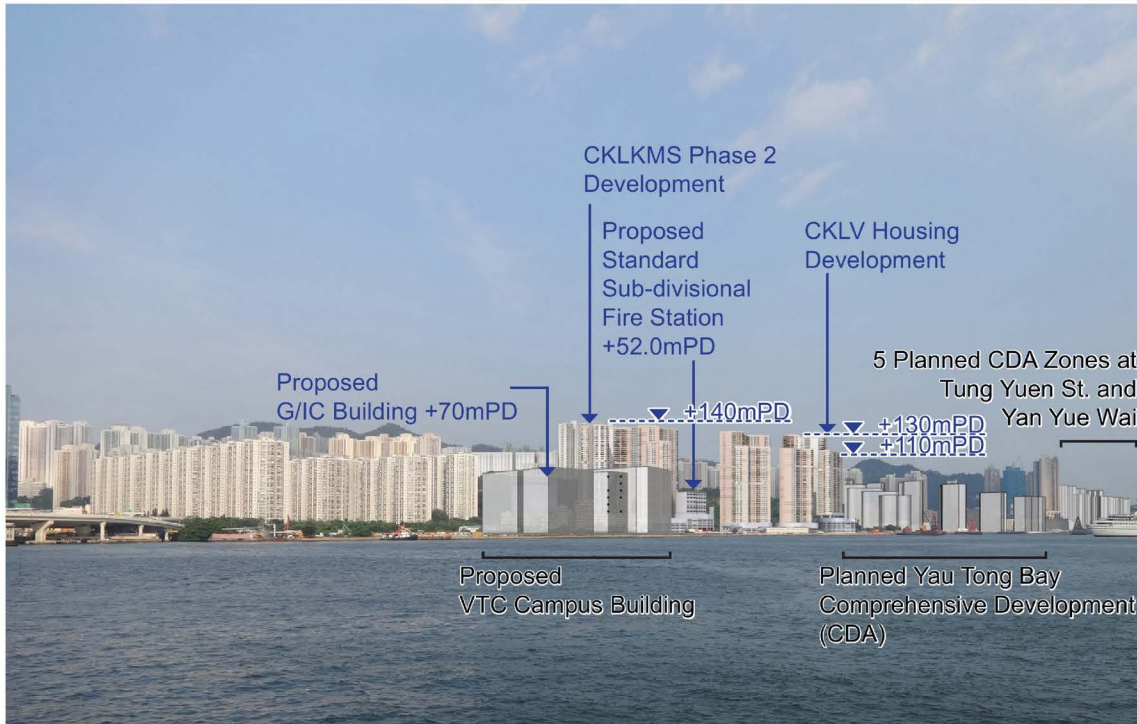 CKLKMS Phase 2
Development
Proposed
Standard
Sub-divisional
Fire Station
+52.0mPD
CKLV Housing
Development
5 Planned CDA Zones at
Tung Yuen St. and
Yan Yue Wai
Proposed
G/IC Building +70mPD
+140mPD
+130mPD
+110mPD
Proposed
VTC Campus Building
Planned Yau Tong Bay
Comprehensive Development
(CDA)